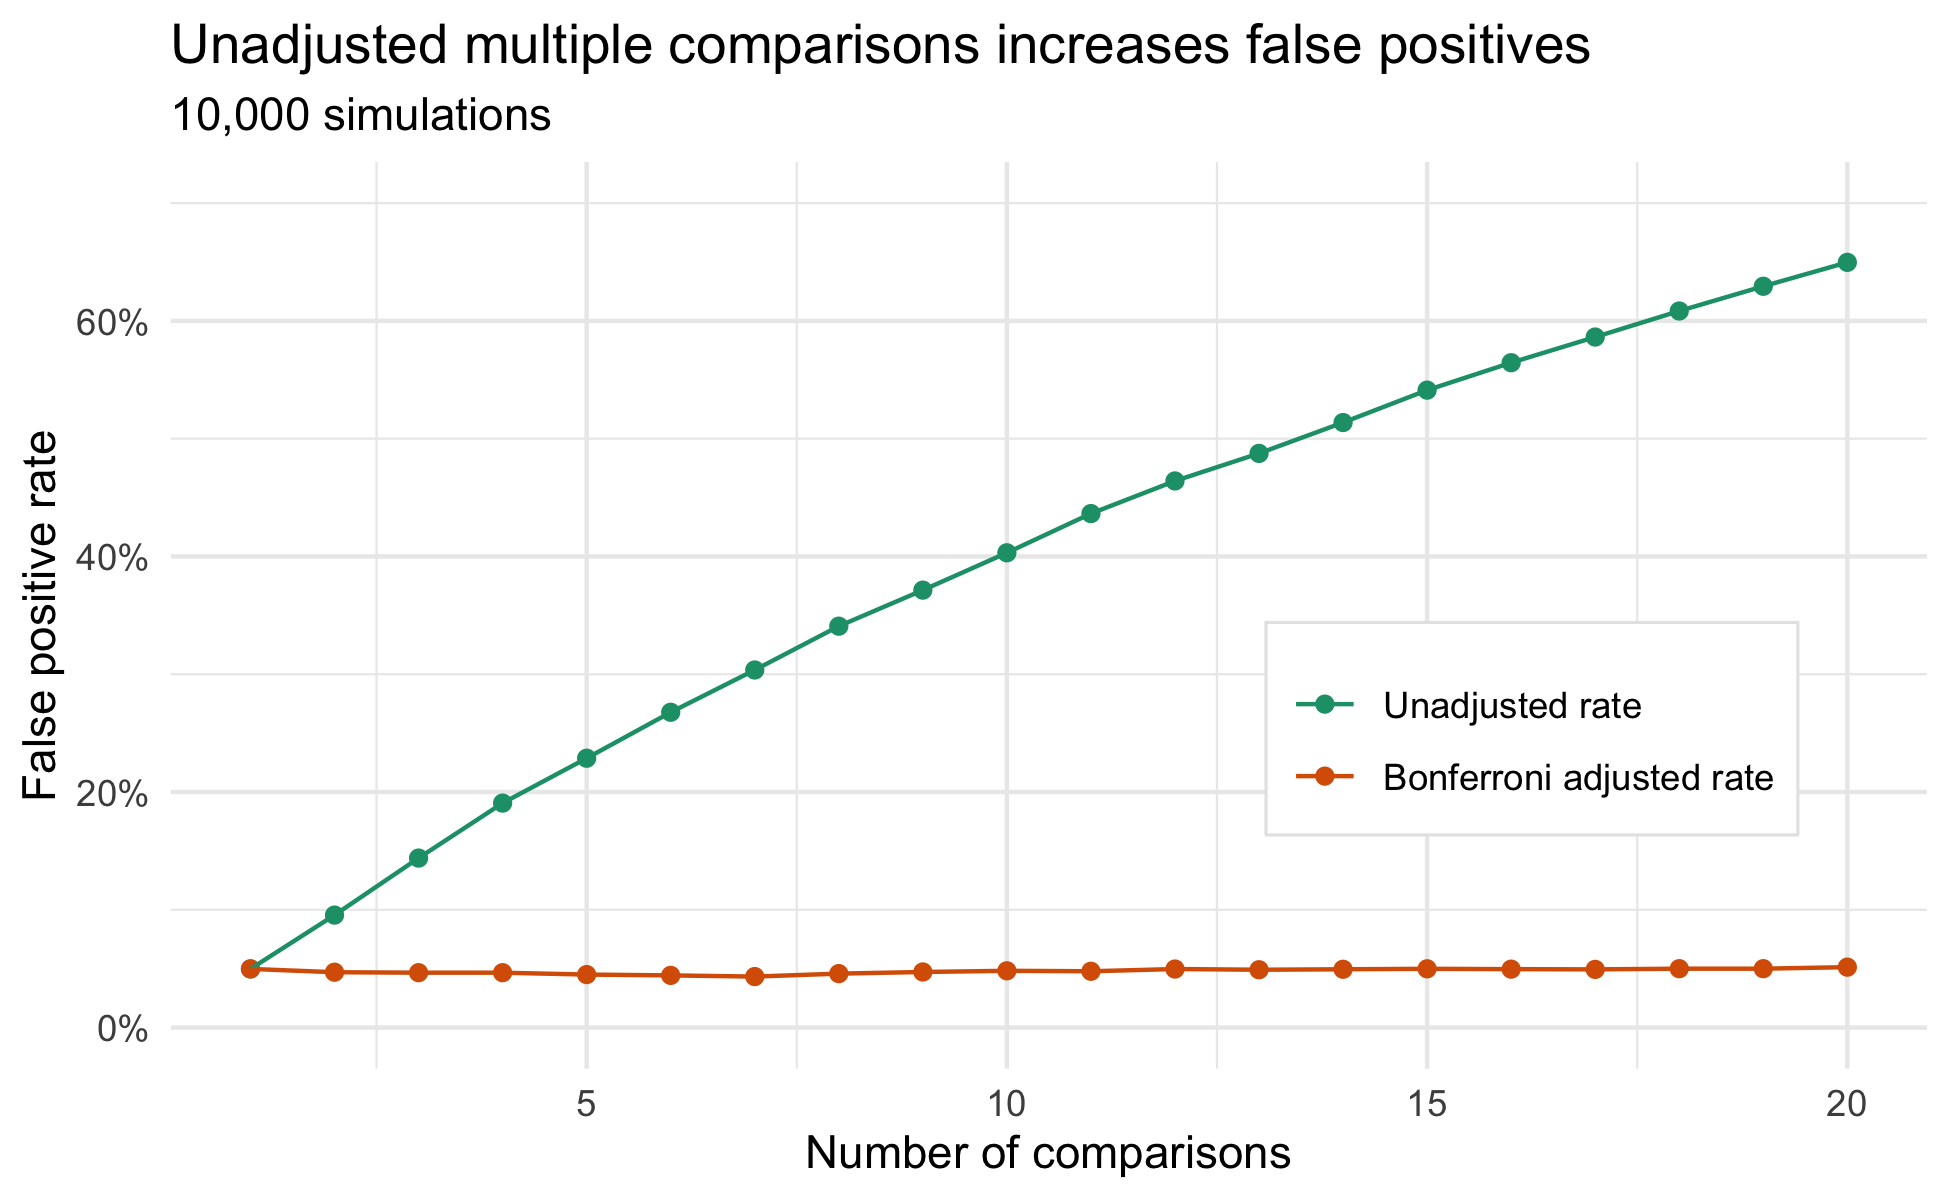 Unadjusted multiple comparisons increases false positives
10,000 simulations
False positive rate
60%
40%
20%
0%
Unadjusted rate
Bonferroni adjusted rate
5
10
15
20
Number of comparisons